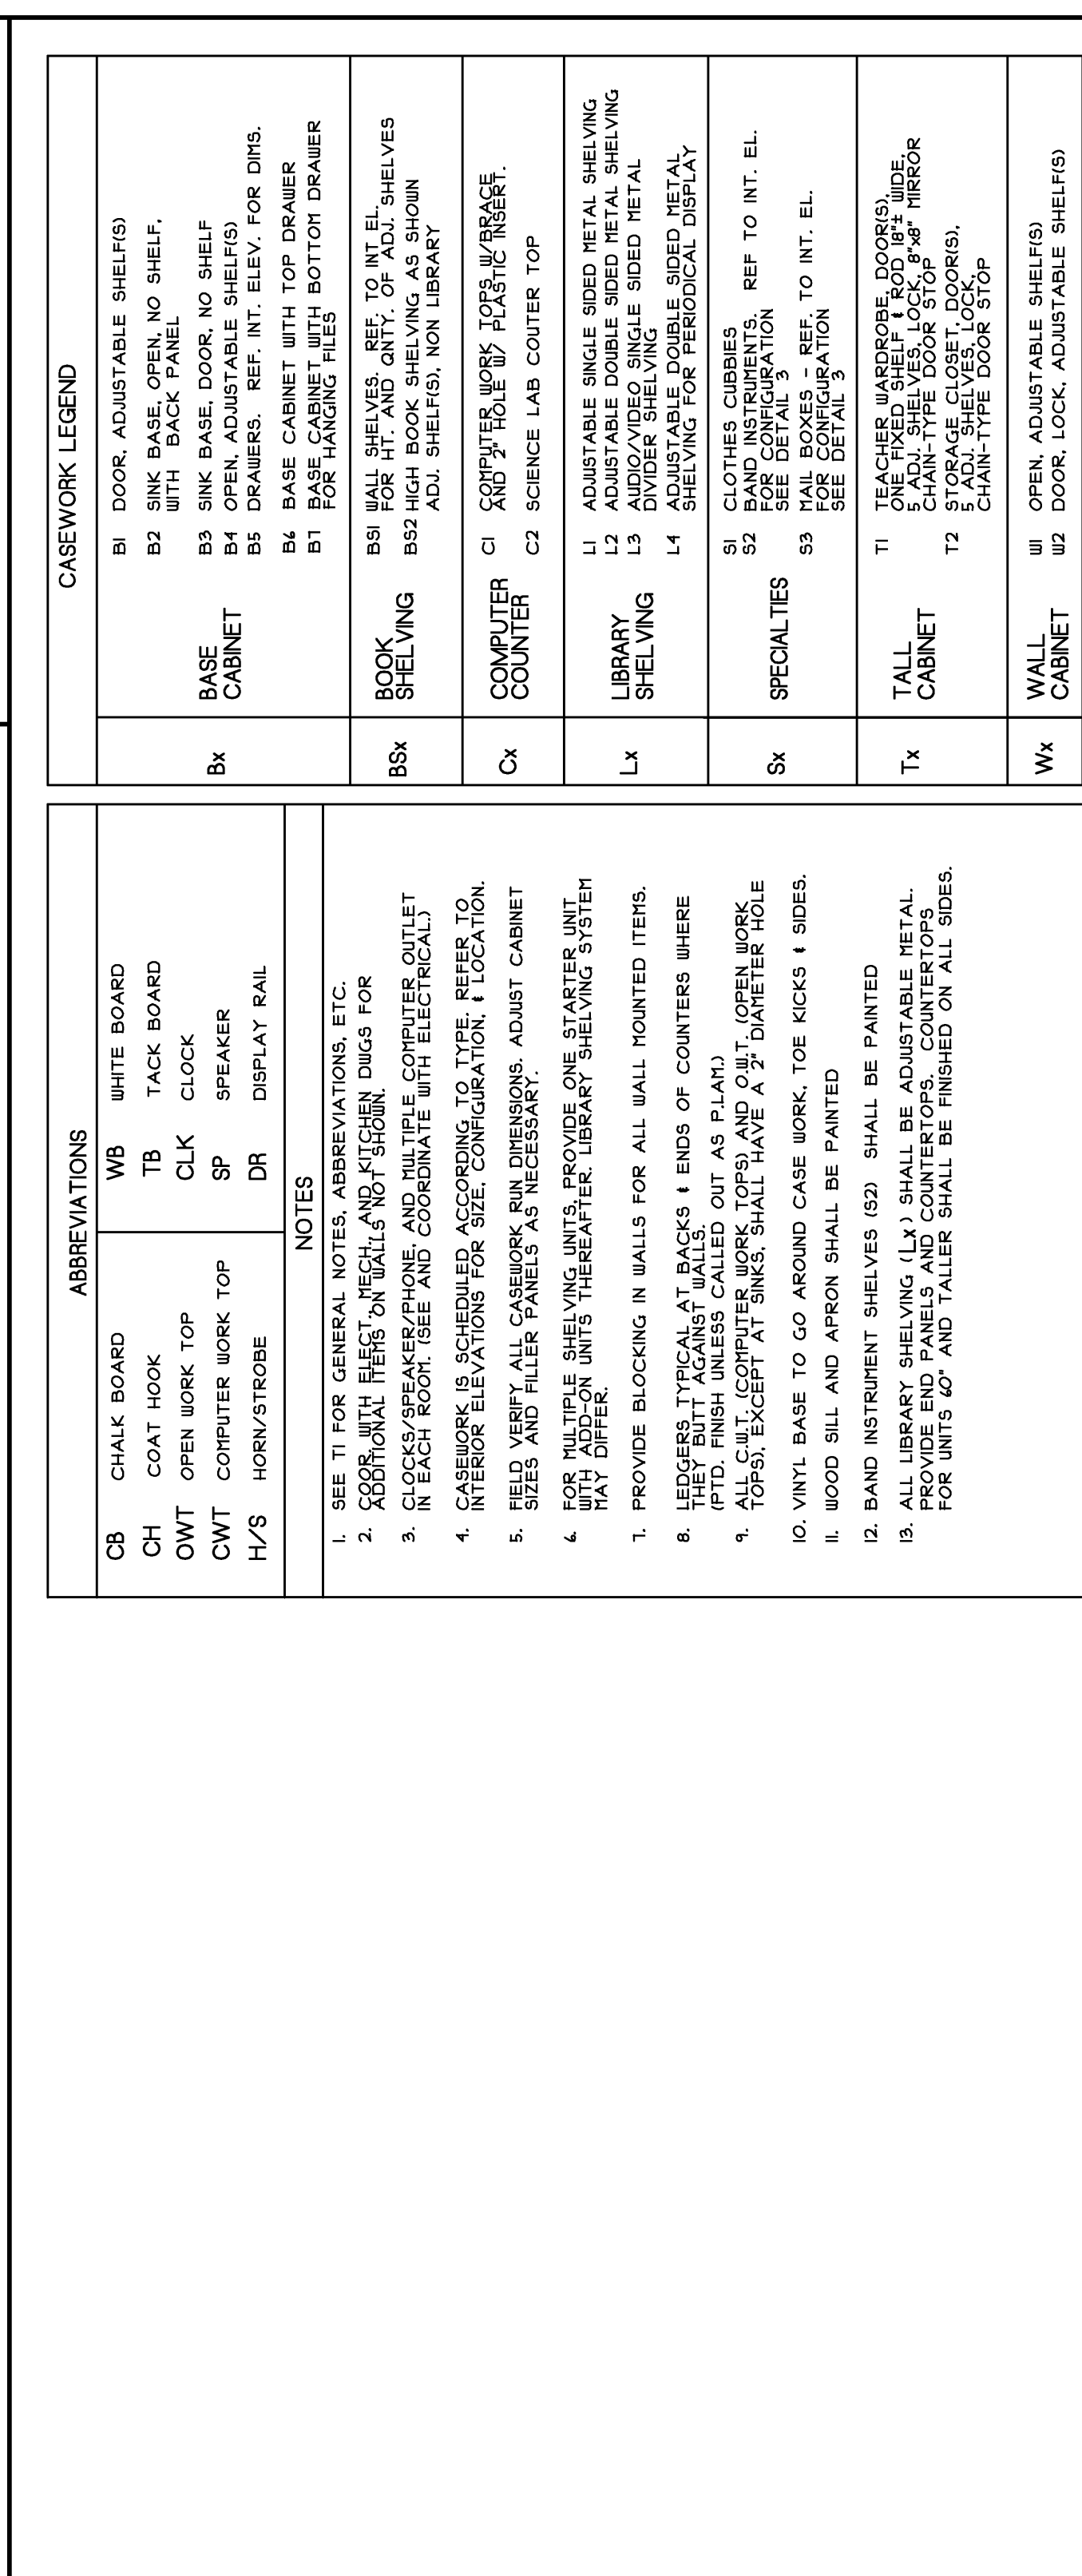 ABBREVIATIONS
CB CHALK BOARD WB WHITE BOARD
CH COAT HOOK TB TACK BOARD
OWT OPEN WORK TOP CLK CLOCK
CWT COMPUTER WORK TOP SP SPEAKER
H/S HORN/STROBE DR DISPLAY RAIL
NOTES
1. SEE T1 FOR GENERAL NOTES, ABBREVIATIONS, ETC.
2. COOR. WITH ELECT., MECH., AND KITCHEN DWGS FOR
ADDITIONAL ITEMS ON WALLS NOT SHOWN.
3. CLOCKS/SPEAKER/PHONE, AND MULTIPLE COMPUTER OUTLET
IN EACH ROOM. (SEE AND COORDINATE WITH ELECTRICAL.)
4. CASEWORK IS SCHEDULED ACCORDING TO TYPE. REFER TO
INTERIOR ELEVATIONS FOR SIZE, CONFIGURATION, & LOCATION.
5. FIELD VERIFY ALL CASEWORK RUN DIMENSIONS. ADJUST CABINET
SIZES AND FILLER PANELS AS NECESSARY.
6. FOR MULTIPLE SHELVING UNITS, PROVIDE ONE STARTER UNIT
WITH ADD-ON UNITS THEREAFTER. LIBRARY SHELVING SYSTEM
MAY DIFFER.
7. PROVIDE BLOCKING IN WALLS FOR ALL WALL MOUNTED ITEMS.
8. LEDGERS TYPICAL AT BACKS & ENDS OF COUNTERS WHERE
THEY BUTT AGAINST WALLS.
(PTD. FINISH UNLESS CALLED OUT AS P.LAM.)
9. ALL C.W.T. (COMPUTER WORK TOPS) AND O.W.T. (OPEN WORK
TOPS), EXCEPT AT SINKS, SHALL HAVE A 2" DIAMETER HOLE
10. VINYL BASE TO GO AROUND CASE WORK, TOE KICKS & SIDES.
11. WOOD SILL AND APRON SHALL BE PAINTED
12. BAND INSTRUMENT SHELVES (S2) SHALL BE PAINTED
13. ALL LIBRARY SHELVING (Lx) SHALL BE ADJUSTABLE METAL.
PROVIDE END PANELS AND COUNTERTOPS. COUNTERTOPS
FOR UNITS 60" AND TALLER SHALL BE FINISHED ON ALL SIDES.
CASEWORK LEGEND
Bx BASE
CABINET
B1 DOOR, ADJUSTABLE SHELF(S)
B2 SINK BASE, OPEN, NO SHELF,
WITH BACK PANEL
B3 SINK BASE, DOOR, NO SHELF
B4 OPEN, ADJUSTABLE SHELF(S)
B5 DRAWERS. REF. INT. ELEV. FOR DIMS.
B6 BASE CABINET WITH TOP DRAWER
B7 BASE CABINET WITH BOTTOM DRAWER
FOR HANGING FILES
BSx BOOK
SHELVING
BS1 WALL SHELVES. REF. TO INT EL.
FOR HT. AND QNTY. OF ADJ. SHELVES
BS2 HIGH BOOK SHELVING AS SHOWN
ADJ. SHELF(S), NON LIBRARY
Cx COMPUTER
COUNTER
C1 COMPUTER WORK TOPS W/BRACE
AND 2" HOLE W/ PLASTIC INSERT.
C2 SCIENCE LAB COUTER TOP
Lx LIBRARY
SHELVING
L1 ADJUSTABLE SINGLE SIDED METAL SHELVING
L2 ADJUSTABLE DOUBLE SIDED METAL SHELVING
L3 AUDIO/VIDEO SINGLE SIDED METAL
DIVIDER SHELVING
L4 ADJUSTABLE DOUBLE SIDED METAL
SHELVING FOR PERIODICAL DISPLAY
Sx SPECIALTIES
S1 CLOTHES CUBBIES
S2 BAND INSTRUMENTS. REF TO INT. EL.
FOR CONFIGURATION
SEE DETAIL 3
S3 MAIL BOXES - REF. TO INT. EL.
FOR CONFIGURATION
SEE DETAIL 3
Tx TALL
CABINET
T1 TEACHER WARDROBE, DOOR(S),
ONE FIXED SHELF & ROD 18"± WIDE,
5 ADJ. SHELVES, LOCK, 8"x8" MIRROR
CHAIN-TYPE DOOR STOP
T2 STORAGE CLOSET, DOOR(S),
5 ADJ. SHELVES, LOCK,
CHAIN-TYPE DOOR STOP
Wx WALL
CABINET
W1 OPEN, ADJUSTABLE SHELF(S)
W2 DOOR, LOCK, ADJUSTABLE SHELF(S)